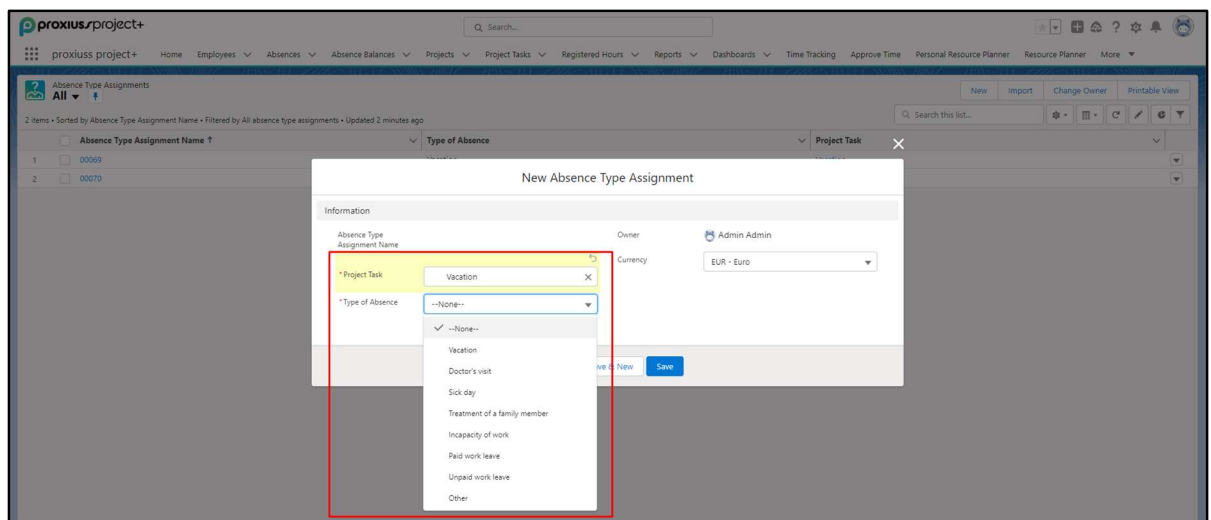 proxiuss/project+
Search...
proxiuss project+ Home Employees Absences Absence Balances Projects Project Tasks Registered Hours Reports Dashboards Time Tracking Approve Time Personal Resource Planner Resource Planner More
Absence Type Assignments
All
New Import Change Owner Printable View
2 items • Sorted by Absence Type Assignment Name • Filtered by All absence type assignments • Updated 2 minutes ago
Search this list...
Absence Type Assignment Name ↑ Type of Absence Project Task
1 00069 Vacation Vacation
2 00070
New Absence Type Assignment
Information
Absence Type
Assignment Name
Owner Admin Admin
* Project Task Vacation
Currency EUR - Euro
* Type of Absence --None--
--None--
Vacation
Doctor's visit
Sick day
Treatment of a family member
Incapacity of work
Paid work leave
Unpaid work leave
Other
& New Save